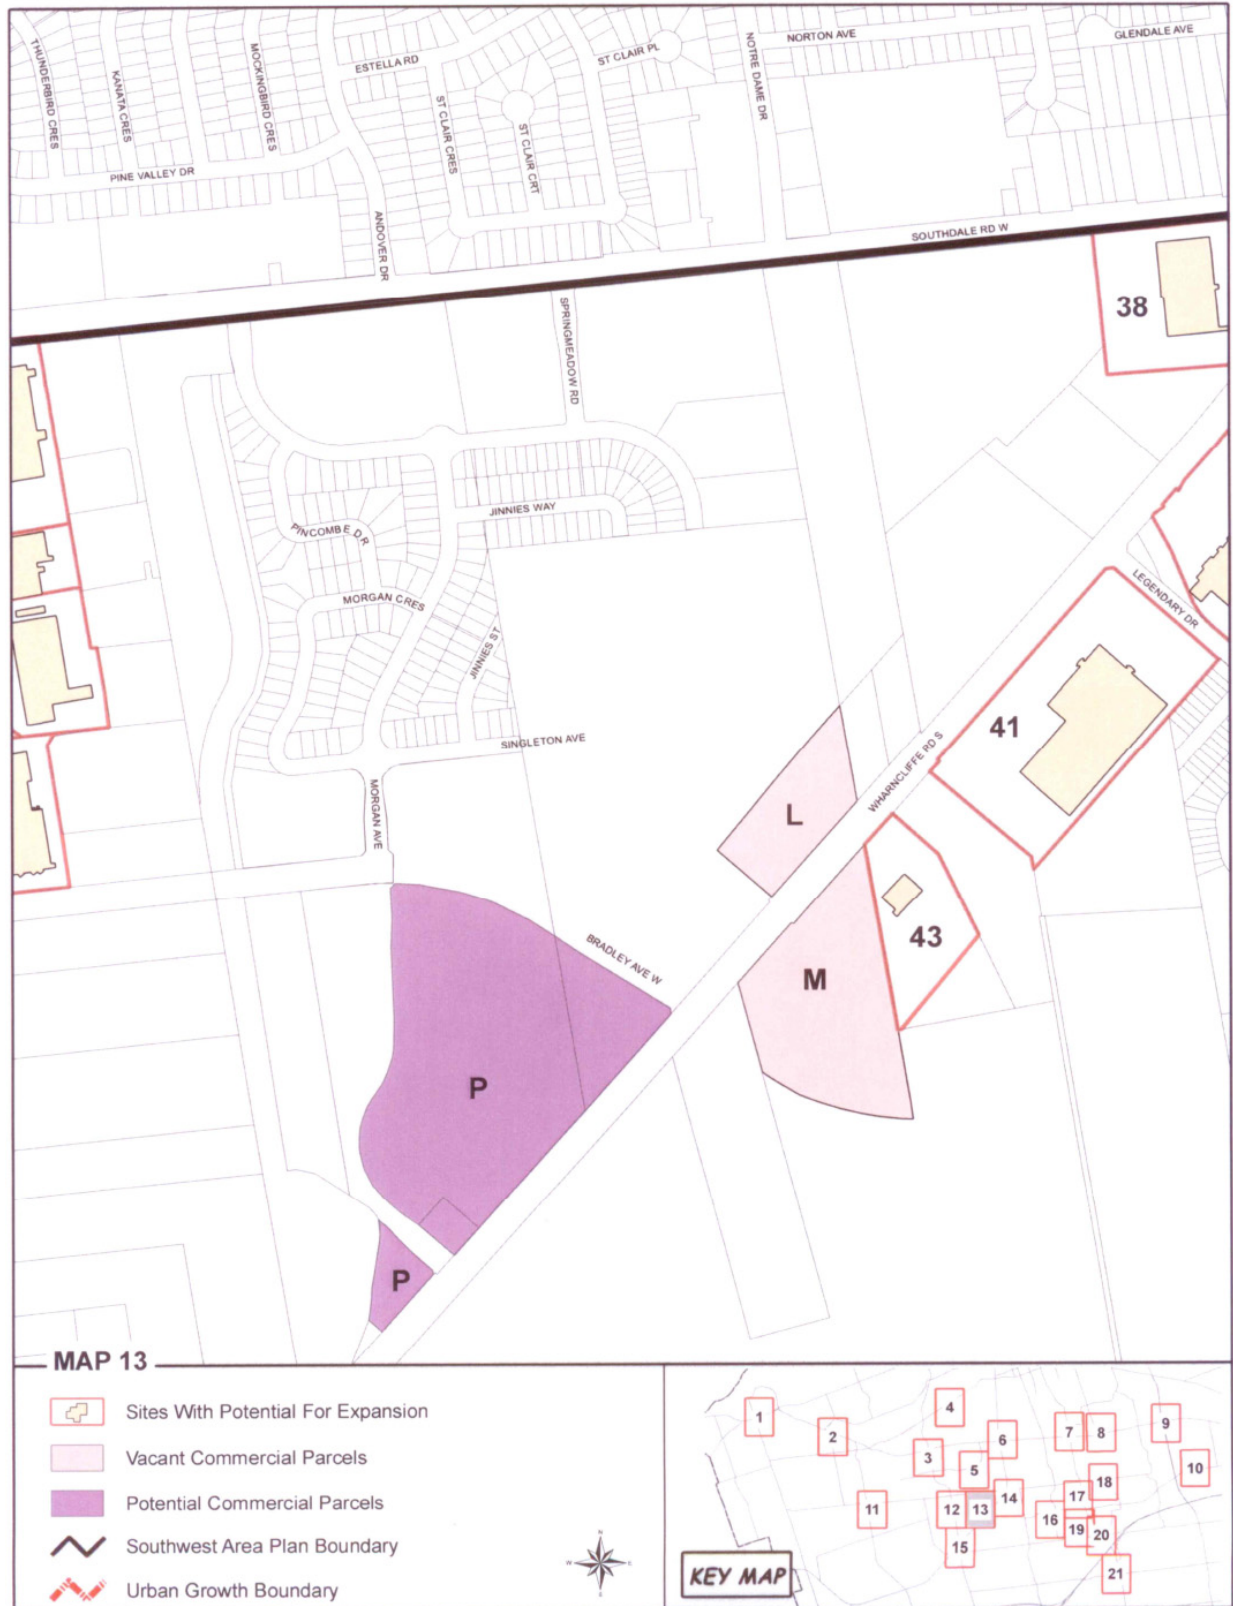 THUNDERBIRD CRES
KANATA CRES
MOCKINGBIRD CRES
ESTELLA RD
ST CLAIR PL
NOTRE DAME DR
NORTON AVE
GLENDALE AVE
ST CLAIR CRES
ST CLAIR CRT
PINE VALLEY DR
ANDOVER DR
SOUTHDALE RD W
38
SPRINGMEADOW RD
JINNIES WAY
PINCOMBE DR
MORGAN CRES
JINNIES ST
LEGENDARY DR
41
SINGLETON AVE
WHARNCLIFFE RD S
MORGAN AVE
L
43
BRADLEY AVE W
M
P
P
MAP 13
Sites With Potential For Expansion
Vacant Commercial Parcels
Potential Commercial Parcels
Southwest Area Plan Boundary
Urban Growth Boundary
N
W
E
S
1
2
3
4
5
6
7
8
9
10
11
12
13
14
15
16
17
18
19
20
21
KEY MAP